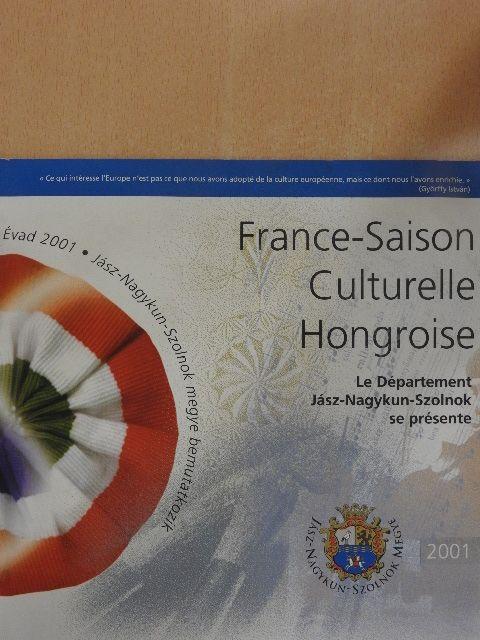 « Ce qui intéresse l'Europe n'est pas ce que nous avons adopté de la culture européenne, mais ce dont nous l'avons enrichie. »
(Györffy István)
Évad 2001 • Jász-Nagykun-Szolnok megye bemutatkozik
France-Saison
Culturelle
Hongroise
Le Département
Jász-Nagykun-Szolnok
se présente
JÁSZ-NAGYKUN-SZOLNOK MEGYE
2001